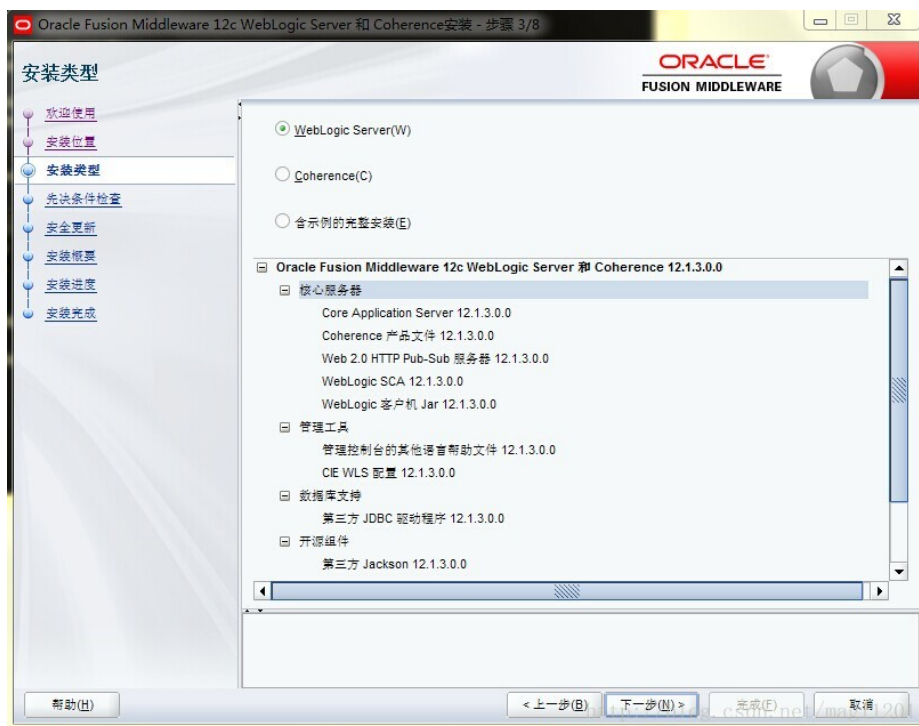 Oracle Fusion Middleware 12c WebLogic Server 和 Coherence安装 - 步骤 3/8
安装类型
ORACLE
FUSION MIDDLEWARE
欢迎使用
安装位置
安装类型
先决条件检查
安全更新
安装概要
安装进度
安装完成
WebLogic Server(W)
Coherence(C)
含示例的完整安装(E)
Oracle Fusion Middleware 12c WebLogic Server 和 Coherence 12.1.3.0.0
核心服务器
Core Application Server 12.1.3.0.0
Coherence 产品文件 12.1.3.0.0
Web 2.0 HTTP Pub-Sub 服务器 12.1.3.0.0
WebLogic SCA 12.1.3.0.0
WebLogic 客户机 Jar 12.1.3.0.0
管理工具
管理控制台的其他语言帮助文件 12.1.3.0.0
CIE WLS 配置 12.1.3.0.0
数据库支持
第三方 JDBC 驱动程序 12.1.3.0.0
开源组件
第三方 Jackson 12.1.3.0.0
帮助(H)
< 上一步(B)
下一步(N) >
完成(F)
取消